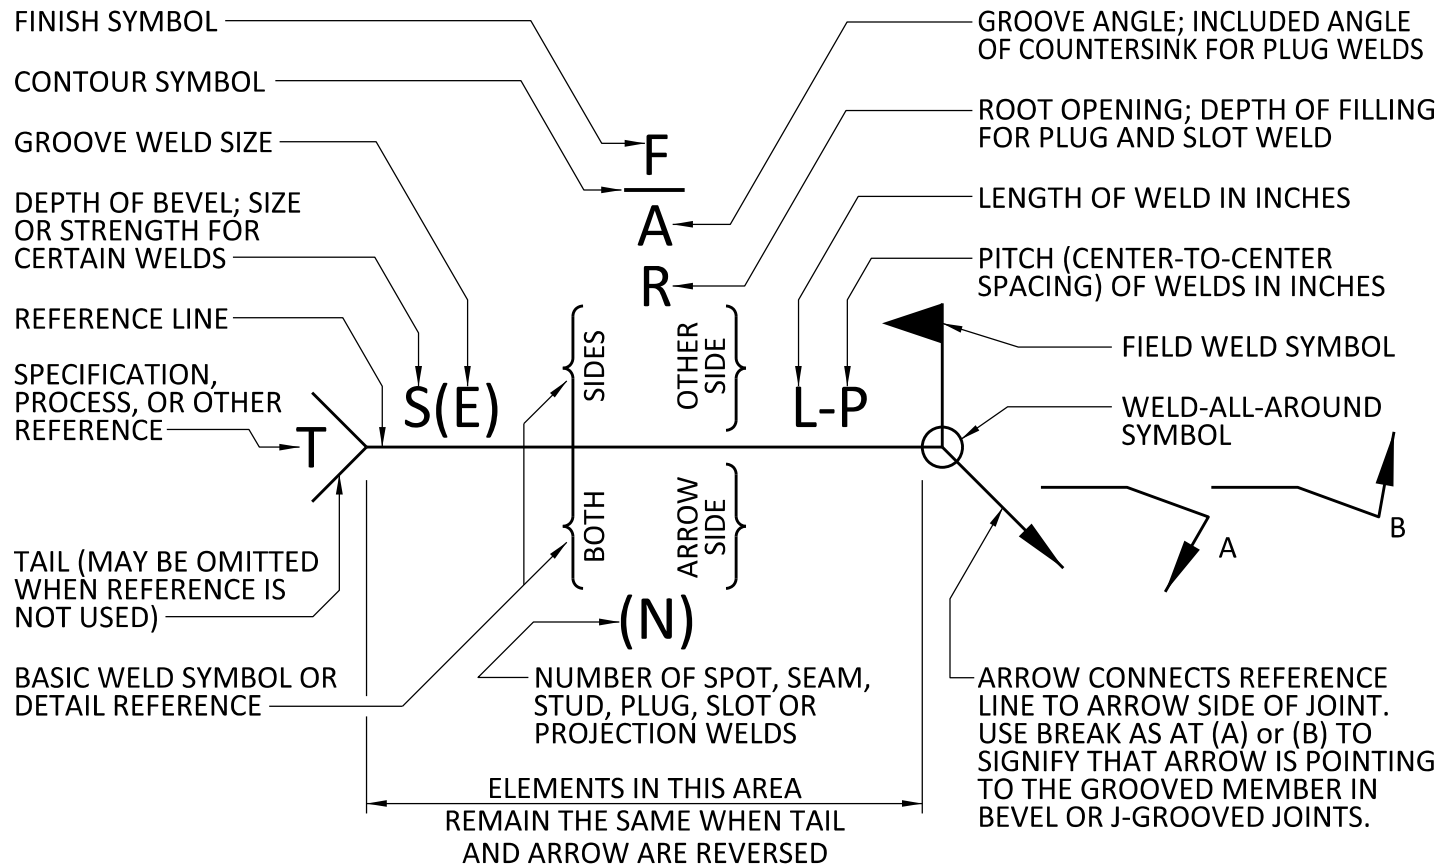 FINISH SYMBOL
CONTOUR SYMBOL
GROOVE WELD SIZE
DEPTH OF BEVEL; SIZE
OR STRENGTH FOR
CERTAIN WELDS
REFERENCE LINE
SPECIFICATION,
PROCESS, OR OTHER
REFERENCE
TAIL (MAY BE OMITTED
WHEN REFERENCE IS
NOT USED)
BASIC WELD SYMBOL OR
DETAIL REFERENCE
T
S(E)
F
A
R
SIDES
OTHER
SIDE
L-P
BOTH
ARROW
SIDE
(N)
NUMBER OF SPOT, SEAM,
STUD, PLUG, SLOT OR
PROJECTION WELDS
ELEMENTS IN THIS AREA
REMAIN THE SAME WHEN TAIL
AND ARROW ARE REVERSED
GROOVE ANGLE; INCLUDED ANGLE
OF COUNTERSINK FOR PLUG WELDS
ROOT OPENING; DEPTH OF FILLING
FOR PLUG AND SLOT WELD
LENGTH OF WELD IN INCHES
PITCH (CENTER-TO-CENTER
SPACING) OF WELDS IN INCHES
FIELD WELD SYMBOL
WELD-ALL-AROUND
SYMBOL
A
B
ARROW CONNECTS REFERENCE
LINE TO ARROW SIDE OF JOINT.
USE BREAK AS AT (A) or (B) TO
SIGNIFY THAT ARROW IS POINTING
TO THE GROOVED MEMBER IN
BEVEL OR J-GROOVED JOINTS.